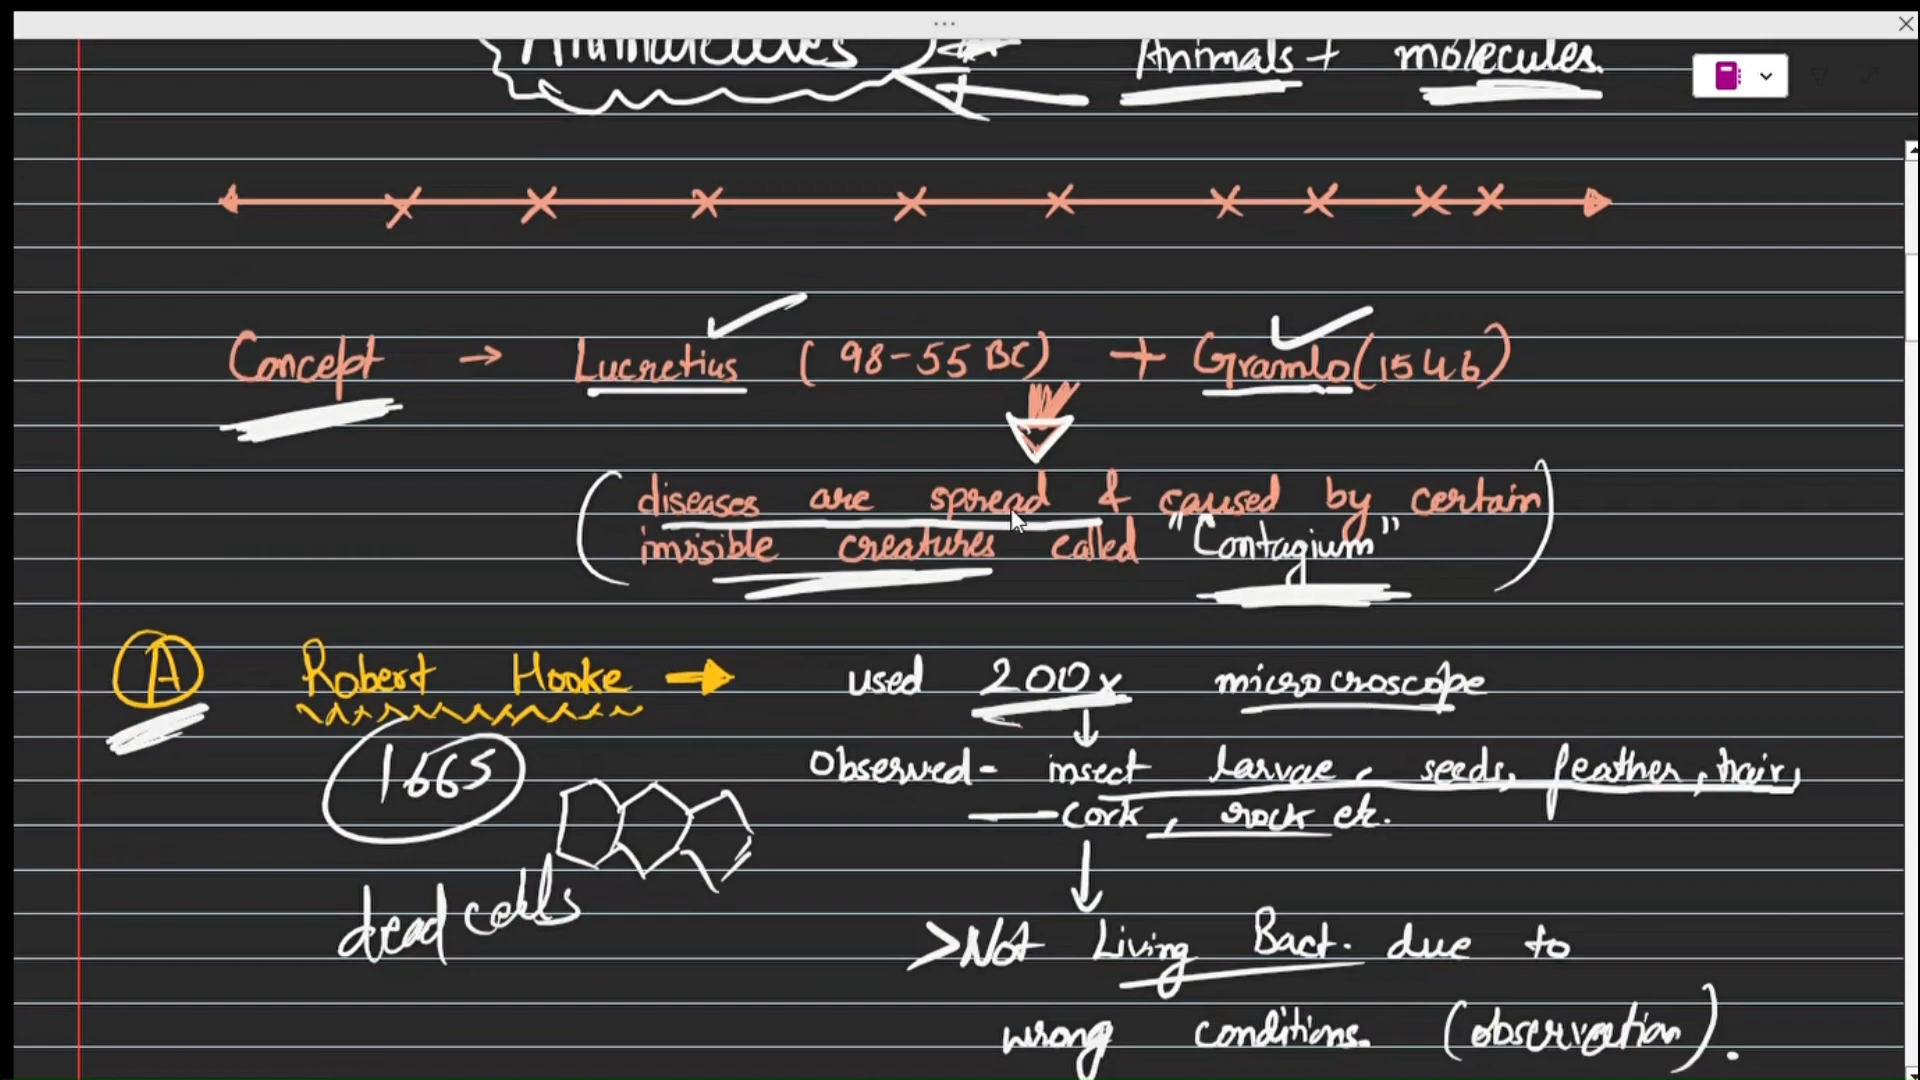 Animalcules Animals + molecules.
Concept → Lucretius ( 98-55 BC) + Gramlo (1546)
diseases are spread & caused by certain
invisible creatures called "Contagium"
A Robert Hooke → used 200x microscope
1665
Observed - insect larvae, seeds, feather, hair,
cork, rock etc.
dead cells
> Not Living Bact. due to
wrong conditions. (observation).